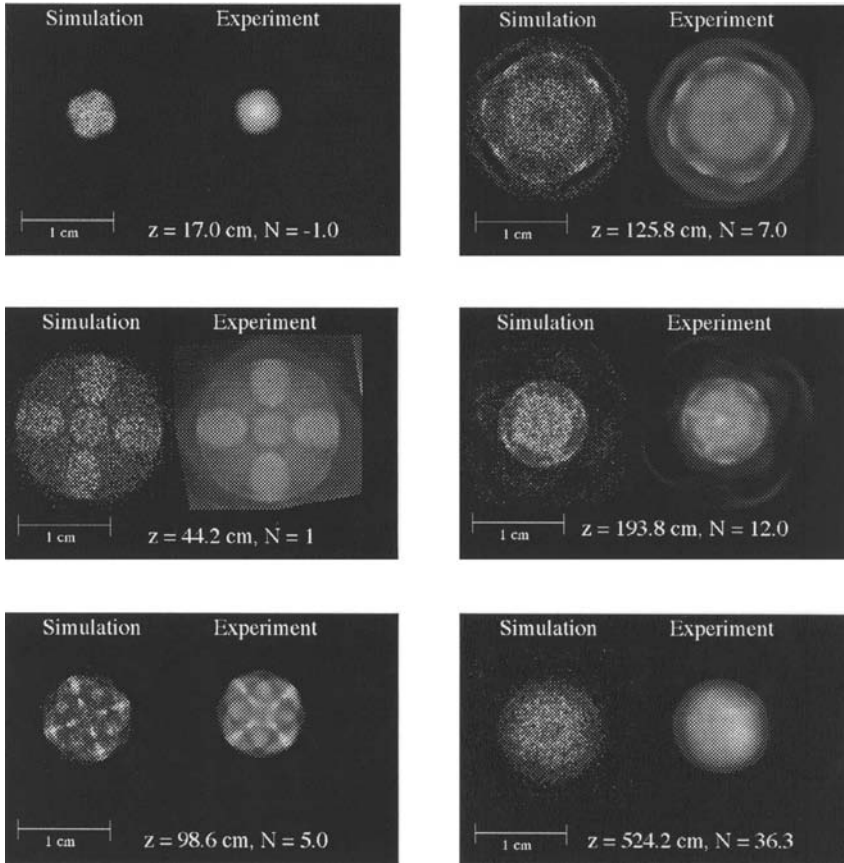 Simulation Experiment
1 cm
z = 17.0 cm, N = -1.0
Simulation Experiment
1 cm
z = 125.8 cm, N = 7.0
Simulation Experiment
1 cm
z = 44.2 cm, N = 1
Simulation Experiment
1 cm
z = 193.8 cm, N = 12.0
Simulation Experiment
1 cm
z = 98.6 cm, N = 5.0
Simulation Experiment
1 cm
z = 524.2 cm, N = 36.3